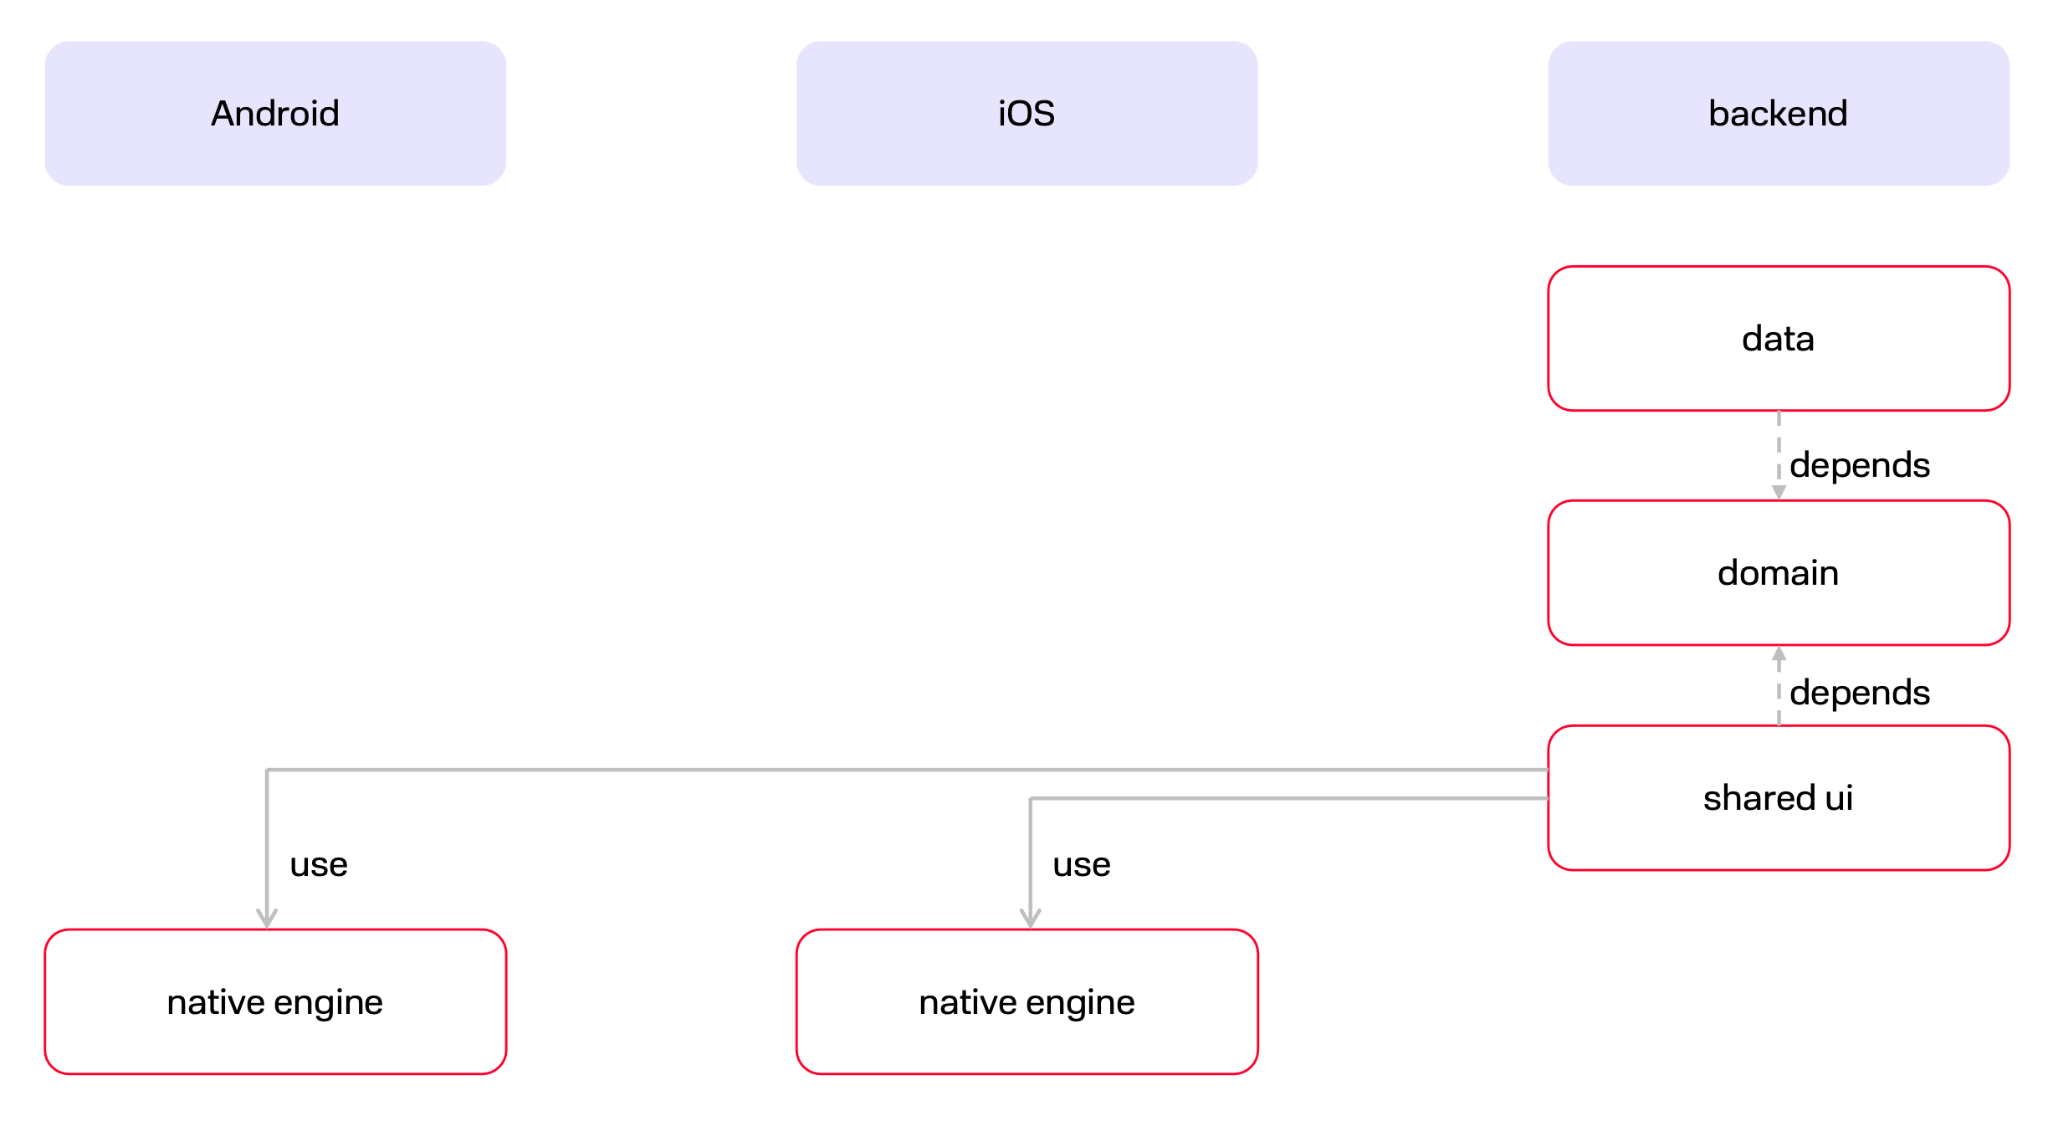 Android
iOS
backend
data
depends
domain
depends
shared ui
use
use
native engine
native engine